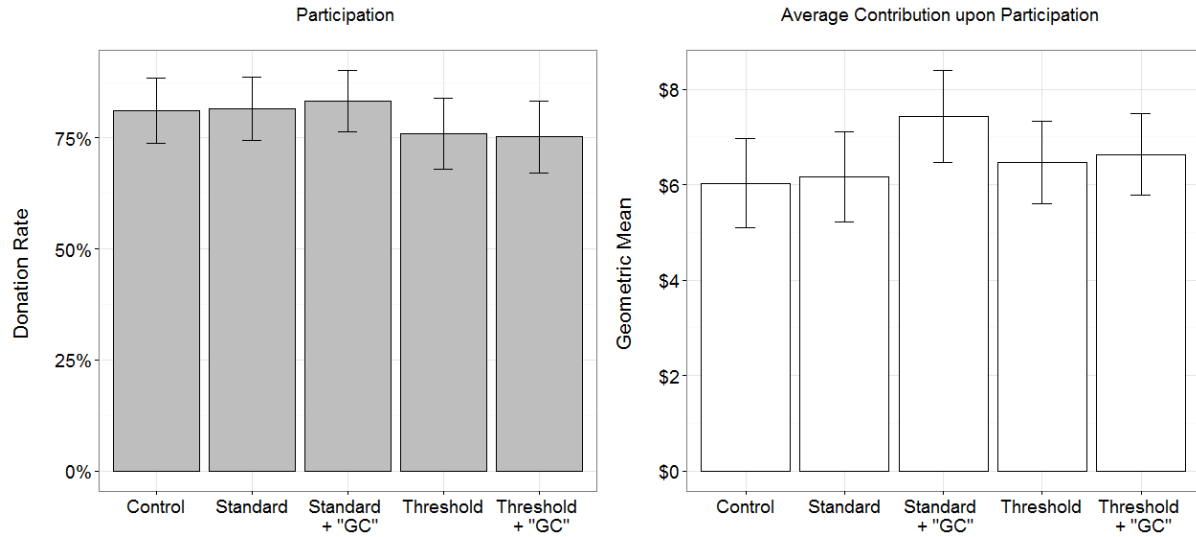 Participation
Donation Rate
75%
50%
25%
0%
Control
Standard
Standard
+ "GC"
Threshold
Threshold
+ "GC"
Average Contribution upon Participation
Geometric Mean
$8
$6
$4
$2
$0
Control
Standard
Standard
+ "GC"
Threshold
Threshold
+ "GC"